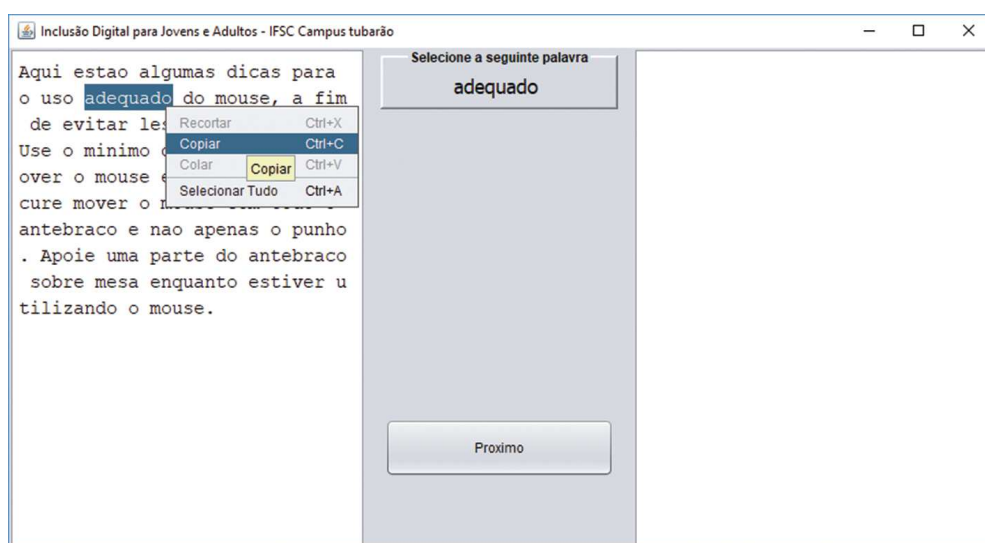 Inclusão Digital para Jovens e Adultos - IFSC Campus tubarão
Aqui estao algumas dicas para
o uso adequado do mouse, a fim
de evitar les
Use o minimo
over o mouse
cure mover o
antebraco e nao apenas o punho
. Apoie uma parte do antebraco
sobre mesa enquanto estiver u
tilizando o mouse.
Recortar Ctrl+X
Copiar Ctrl+C
Colar Ctrl+V
Copiar
Selecionar Tudo Ctrl+A
Selecione a seguinte palavra
adequado
Proximo